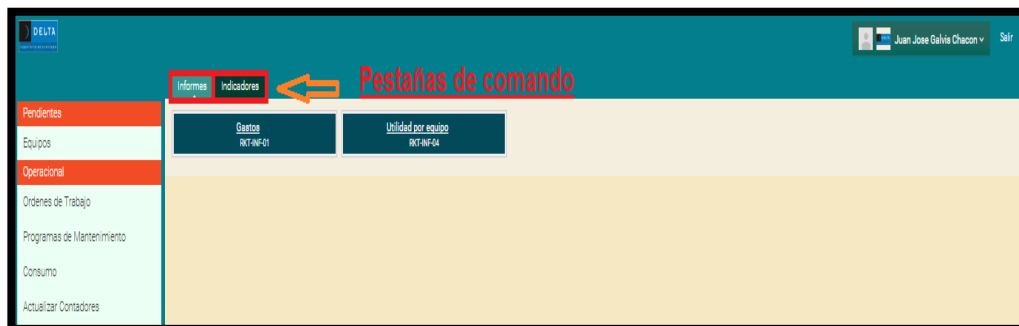 DELTA
Juan Jose Galvis Chacon
Salir
Informes
Indicadores
Pestañas de comando
Pendientes
Equipos
Operacional
Ordenes de Trabajo
Programas de Mantenimiento
Consumo
Actualizar Contadores
Gastos
RKT-INF-01
Utilidad por equipo
RKT-INF-04